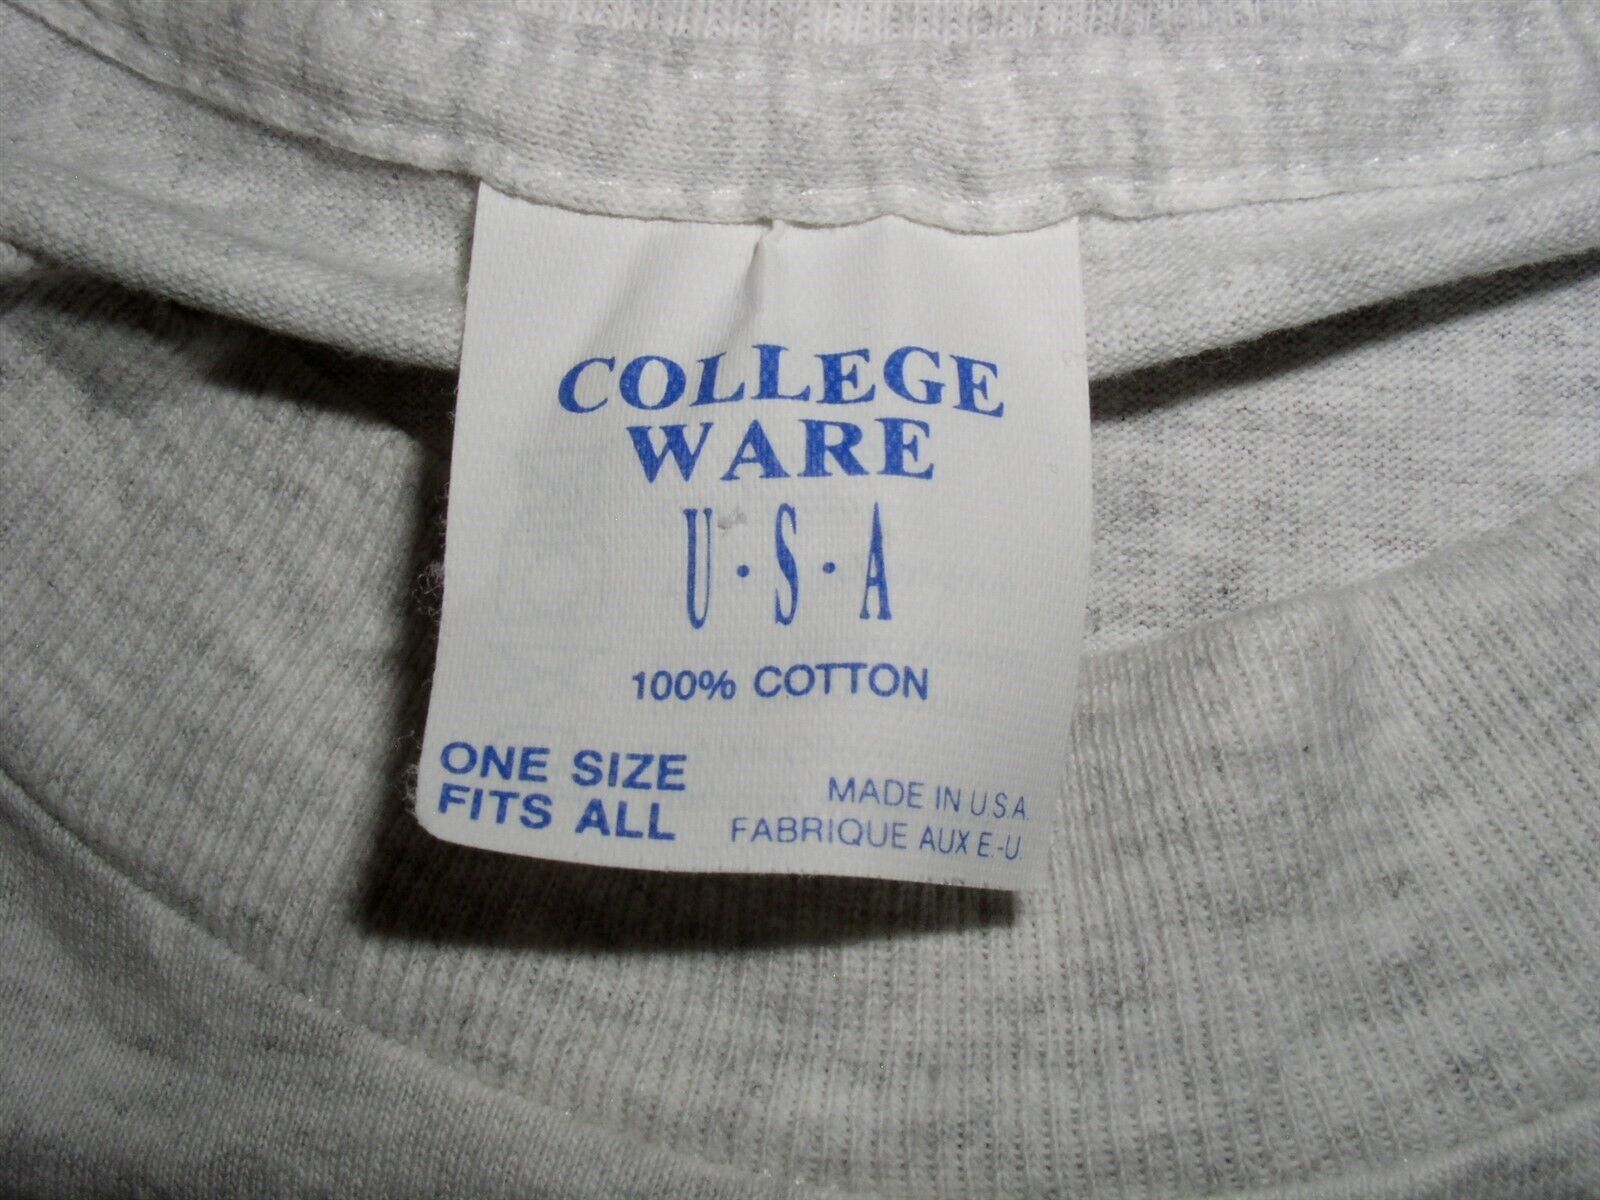 COLLEGE
WARE
U·S·A
100% COTTON
ONE SIZE
FITS ALL
MADE IN U.S.A.
FABRIQUE AUX E.-U.